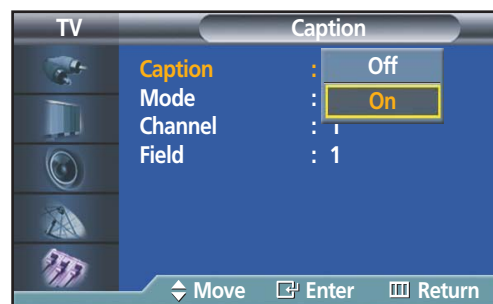 TV Caption
Caption : Off
Mode : On
Channel : 1
Field : 1
Move Enter Return